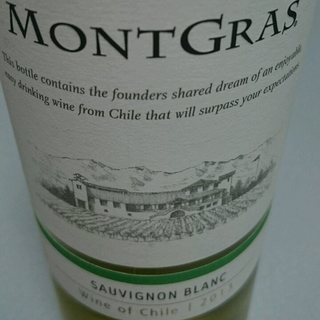 MONTGRAS
This bottle contains the founders shared dream of an enjoyable,
easy drinking wine from Chile that will surpass your expectations.
SAUVIGNON BLANC
Wine of Chile | 2013